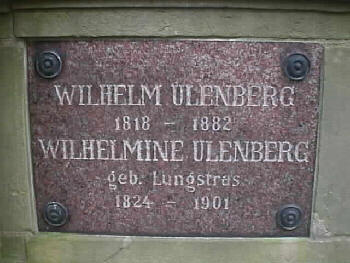 WILHELM ULENBERG
1818 - 1882
WILHELMINE ULENBERG
geb. Lungstras
1824 - 1901